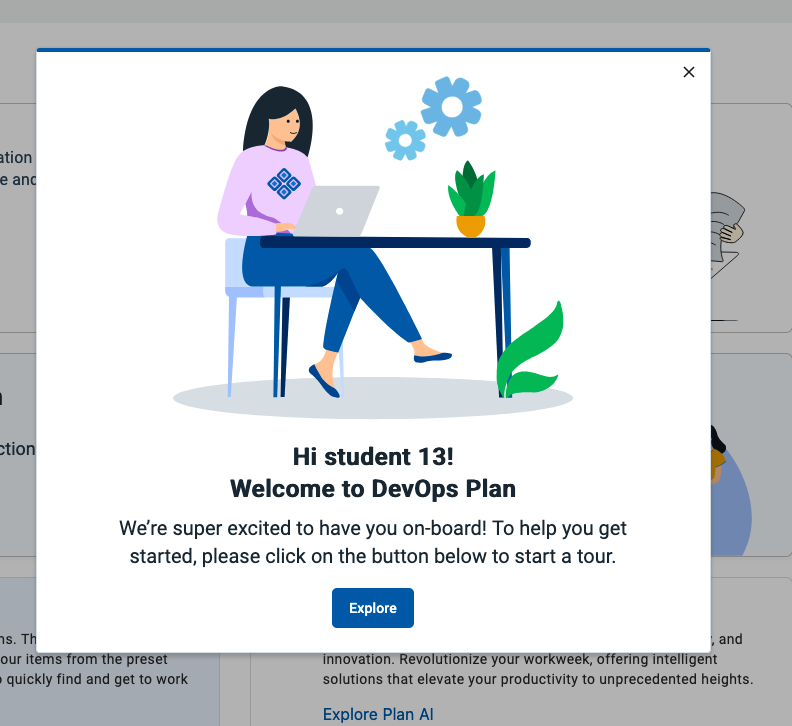 ation
e and
Hi student 13!
Welcome to DevOps Plan
ction
We’re super excited to have you on-board! To help you get
started, please click on the button below to start a tour.
Explore
ns. Th
our items from the preset
quickly find and get to work
, and
innovation. Revolutionize your workweek, offering intelligent
solutions that elevate your productivity to unprecedented heights.
Explore Plan AI